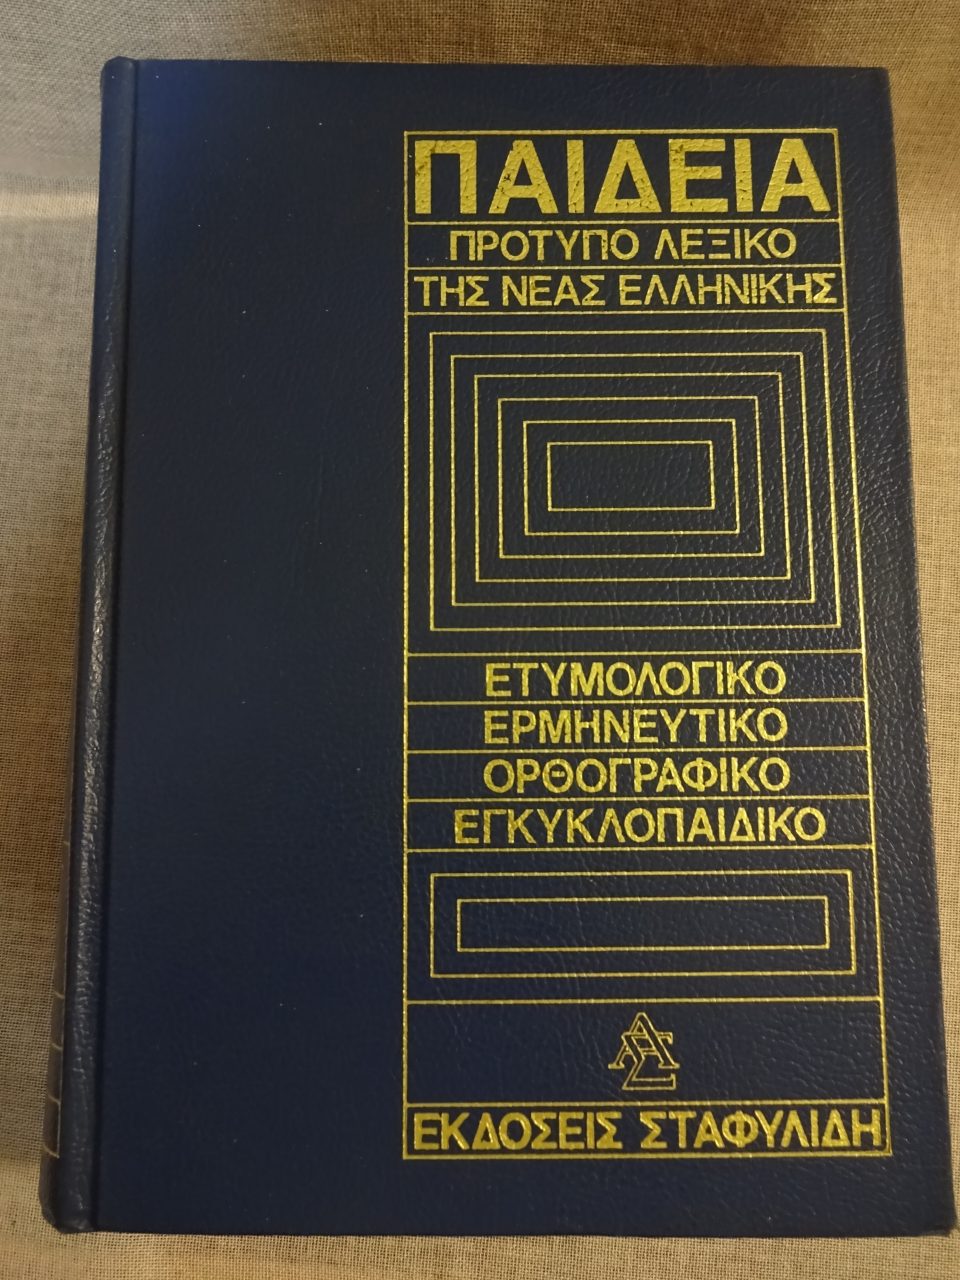 ΠΑΙΔΕΙΑ
ΠΡΟΤΥΠΟ ΛΕΞΙΚΟ
ΤΗΣ ΝΕΑΣ ΕΛΛΗΝΙΚΗΣ
ΕΤΥΜΟΛΟΓΙΚΟ
ΕΡΜΗΝΕΥΤΙΚΟ
ΟΡΘΟΓΡΑΦΙΚΟ
ΕΓΚΥΚΛΟΠΑΙΔΙΚΟ
ΕΚΔΟΣΕΙΣ ΣΤΑΦΥΛΙΔΗ